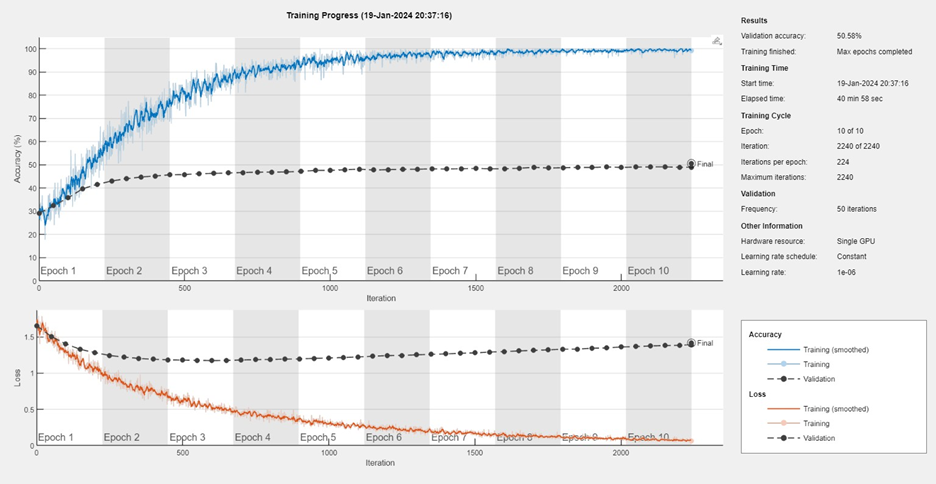 Training Progress (19-Jan-2024 20:37:16)
Accuracy (%)
100
90
80
70
60
50
40
30
20
10
0
Final
Epoch 1 Epoch 2 Epoch 3 Epoch 4 Epoch 5 Epoch 6 Epoch 7 Epoch 8 Epoch 9 Epoch 10
0 500 1000 1500 2000
Iteration
Loss
1.5
1
0.5
0
Final
Epoch 1 Epoch 2 Epoch 3 Epoch 4 Epoch 5 Epoch 6 Epoch 7 Epoch 8 Epoch 9 Epoch 10
0 500 1000 1500 2000
Iteration
Results
Validation accuracy: 50.58%
Training finished: Max epochs completed
Training Time
Start time: 19-Jan-2024 20:37:16
Elapsed time: 40 min 58 sec
Training Cycle
Epoch: 10 of 10
Iteration: 2240 of 2240
Iterations per epoch: 224
Maximum iterations: 2240
Validation
Frequency: 50 iterations
Other Information
Hardware resource: Single GPU
Learning rate schedule: Constant
Learning rate: 1e-06
Accuracy
Training (smoothed)
Training
Validation
Loss
Training (smoothed)
Training
Validation